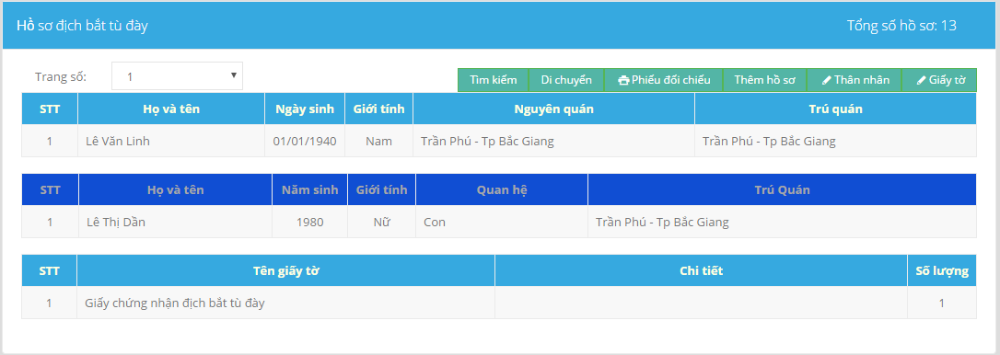 Hồ sơ địch bắt tù đày Tổng số hồ sơ: 13
Trang số: 1
Tìm kiếm Di chuyển Phiếu đối chiếu Thêm hồ sơ Thân nhân Giấy tờ
STT Họ và tên Ngày sinh Giới tính Nguyên quán Trú quán
1 Lê Văn Linh 01/01/1940 Nam Trần Phú - Tp Bắc Giang Trần Phú - Tp Bắc Giang
STT Họ và tên Năm sinh Giới tính Quan hệ Trú Quán
1 Lê Thị Dần 1980 Nữ Con Trần Phú - Tp Bắc Giang
STT Tên giấy tờ Chi tiết Số lượng
1 Giấy chứng nhận địch bắt tù đày 1